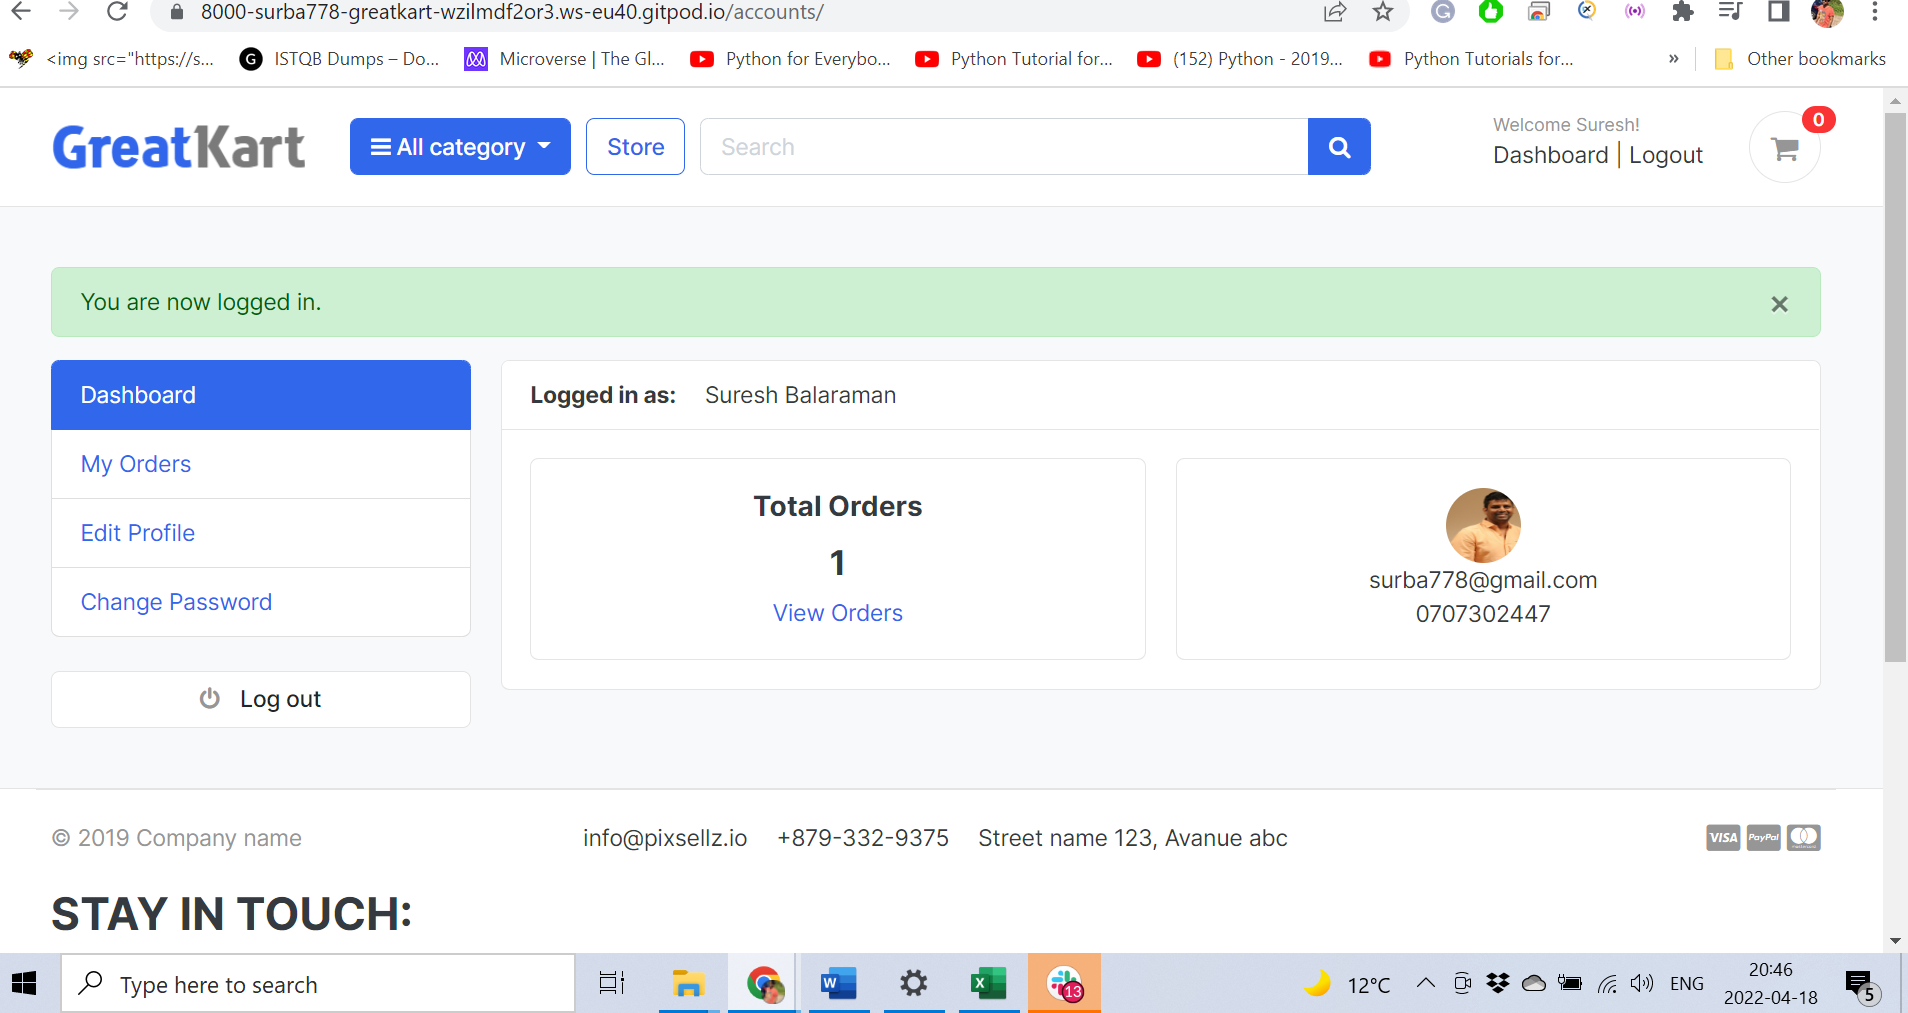 8000-surba778-greatkart-wzilmdf2or3.ws-eu40.gitpod.io/accounts/
<img src="https://s... ISTQB Dumps – Do... Microverse | The Gl... Python for Everybo... Python Tutorial for... (152) Python - 2019... Python Tutorials for... » Other bookmarks
GreatKart All category Store Search
Welcome Suresh!
Dashboard | Logout
0
You are now logged in. ×
Dashboard
My Orders
Edit Profile
Change Password
Log out
Logged in as: Suresh Balaraman
Total Orders
1
View Orders
surba778@gmail.com
0707302447
© 2019 Company name info@pixsellz.io +879-332-9375 Street name 123, Avanue abc VISA PayPal mastercard
STAY IN TOUCH:
Type here to search
13
12°C
ENG
20:46
2022-04-18
5